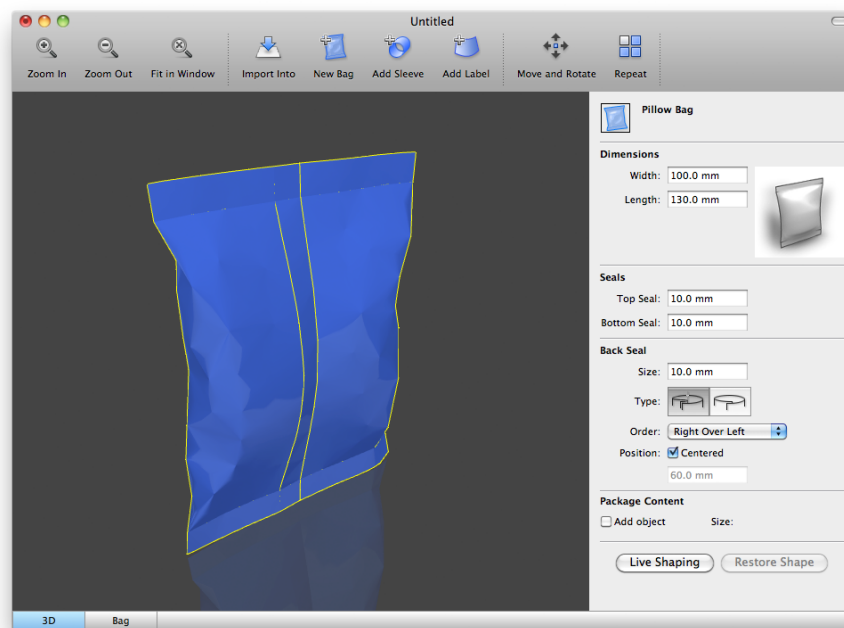 Untitled
Zoom In Zoom Out Fit in Window Import Into New Bag Add Sleeve Add Label Move and Rotate Repeat
Pillow Bag
Dimensions
Width: 100.0 mm
Length: 130.0 mm
Seals
Top Seal: 10.0 mm
Bottom Seal: 10.0 mm
Back Seal
Size: 10.0 mm
Type:
Order: Right Over Left
Position: Centered
60.0 mm
Package Content
Add object Size:
Live Shaping Restore Shape
3D Bag